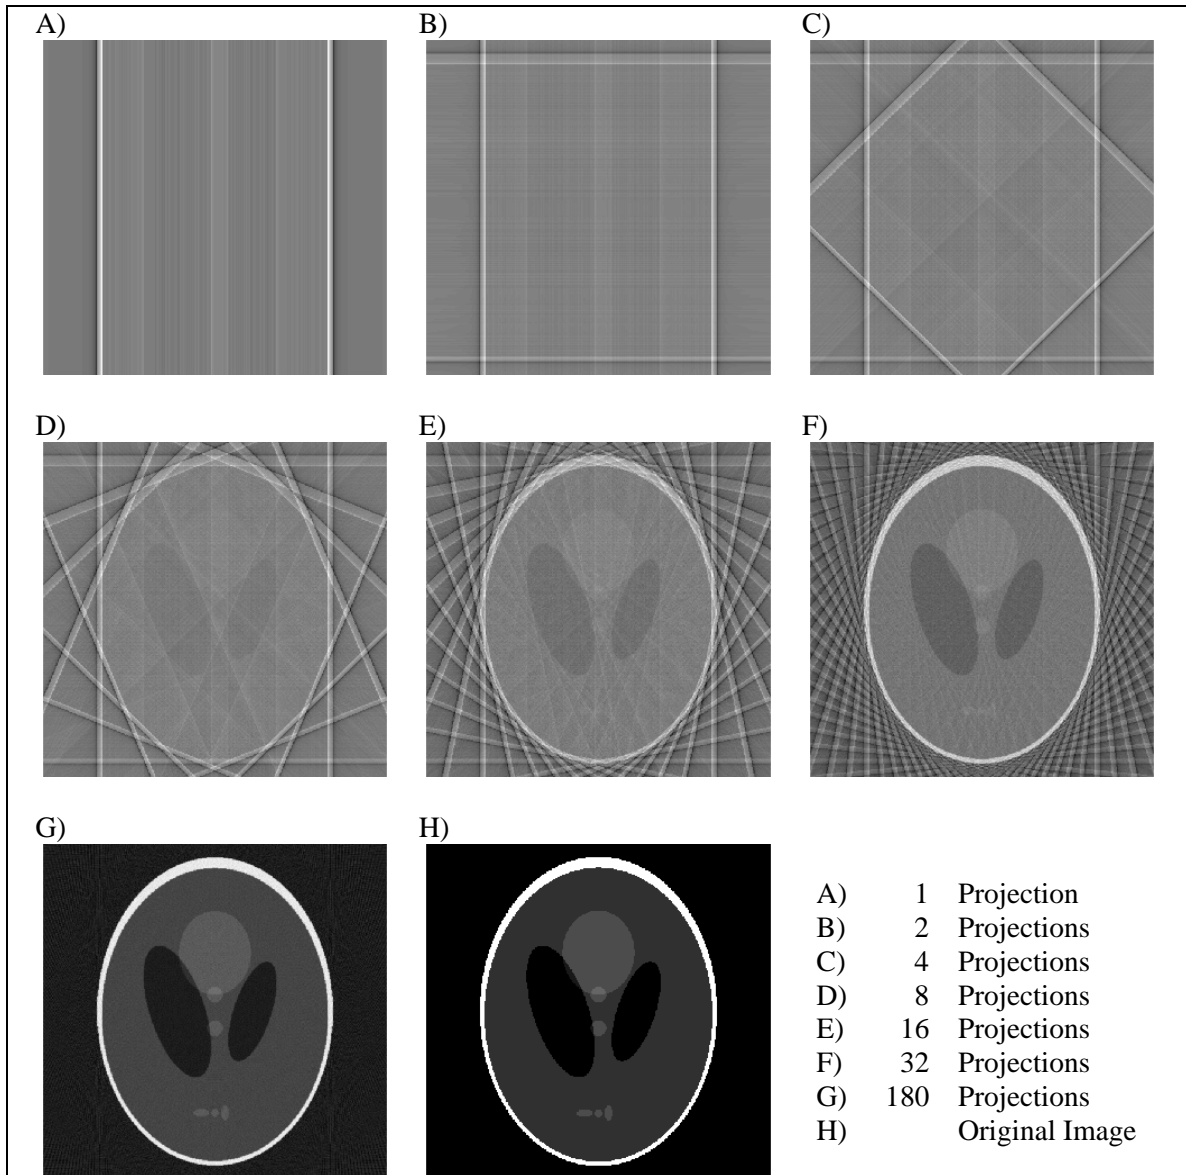 A)
B)
C)
D)
E)
F)
G)
H)
A) 1 Projection
B) 2 Projections
C) 4 Projections
D) 8 Projections
E) 16 Projections
F) 32 Projections
G) 180 Projections
H) Original Image